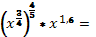 (x^(3/4))^(4/5) * x^1,6 =